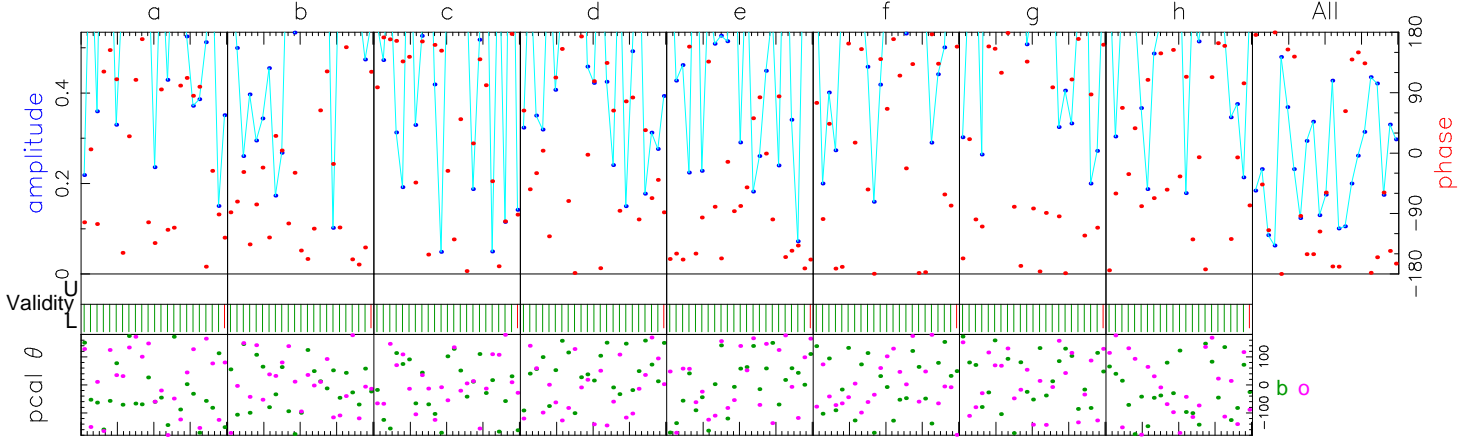 a b c d e f g h All
amplitude
0.4
0.2
0
180
90
0
−90
−180
phase
U
Validity
L
pcal θ
100
0
−100
b o